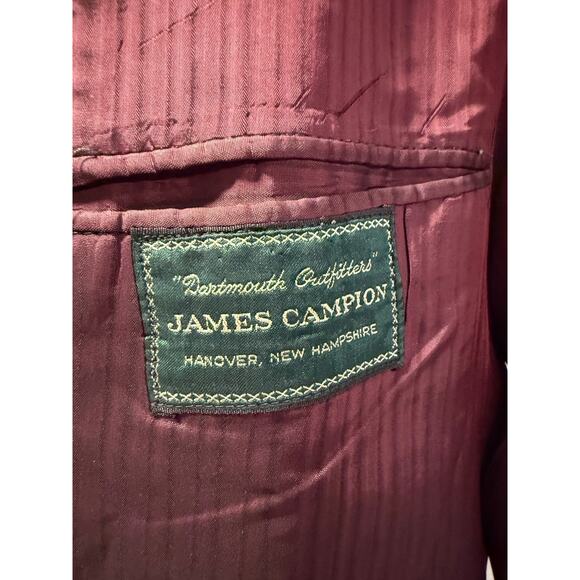 "Dartmouth Outfitters"
JAMES CAMPION
HANOVER, NEW HAMPSHIRE